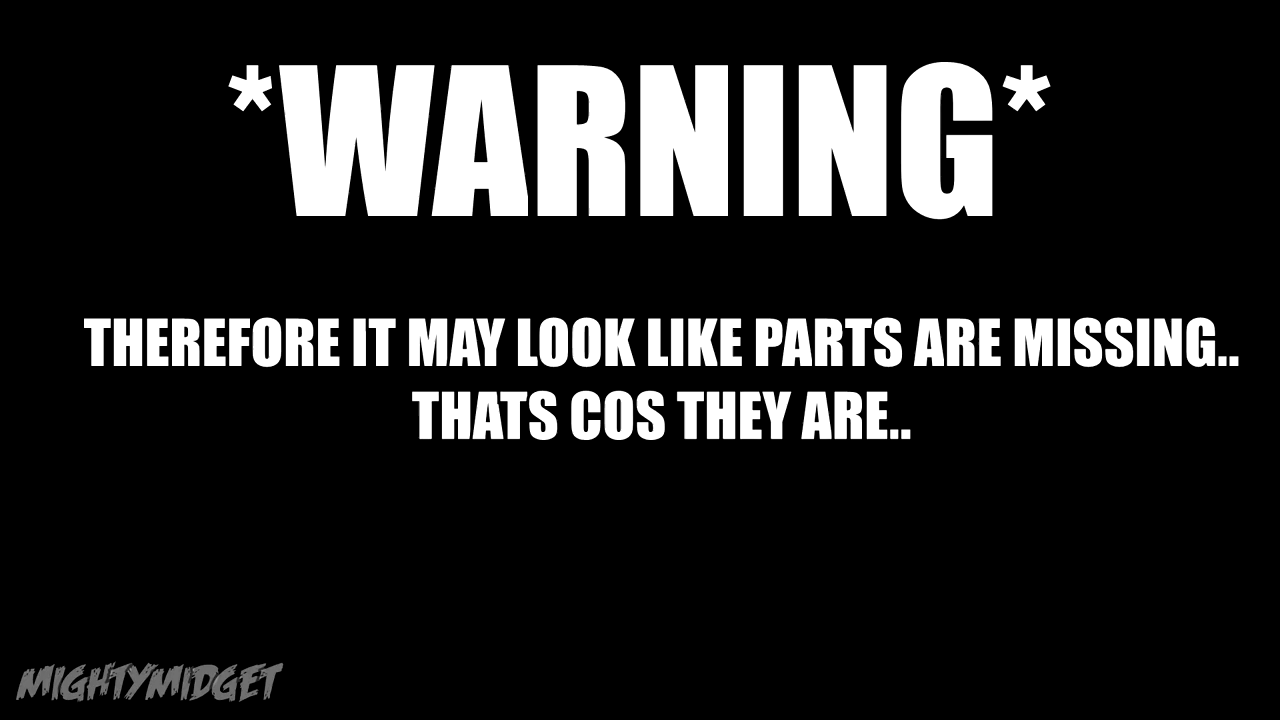 *WARNING*
THEREFORE IT MAY LOOK LIKE PARTS ARE MISSING..
THATS COS THEY ARE..
MIGHTYMIDGET